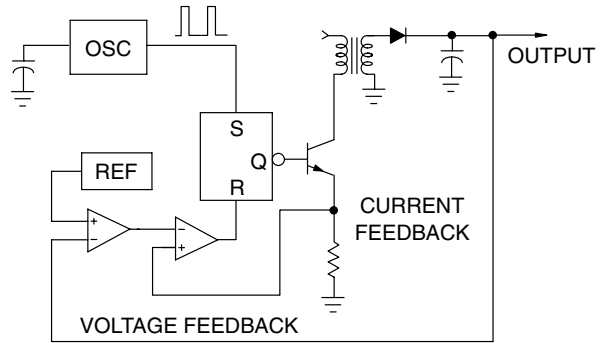 OSC
OUTPUT
S
Q
REF
R
+
−
−
+
CURRENT
FEEDBACK
VOLTAGE FEEDBACK